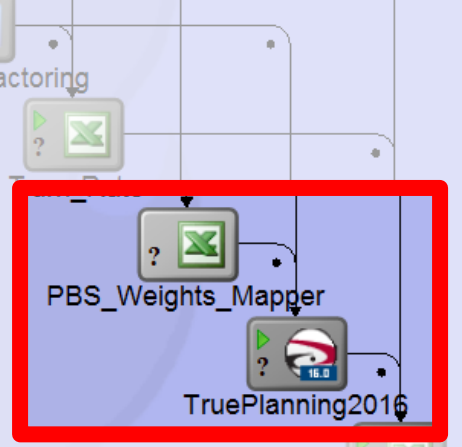 actoring
?
?
PBS_Weights_Mapper
?
16.0
TruePlanning2016